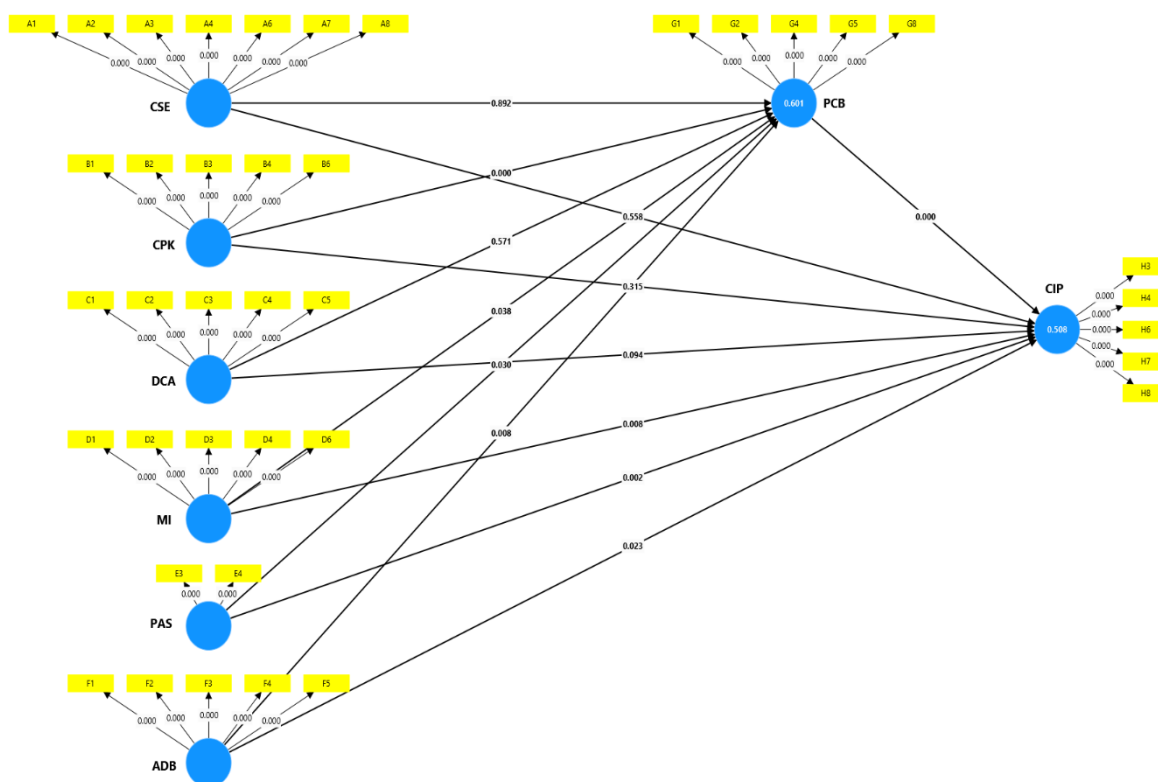 A1 A2 A3 A4 A6 A7 A8
0.000 0.000 0.000 0.000 0.000 0.000 0.000
CSE
G1 G2 G4 G5 G8
0.000 0.000 0.000 0.000 0.000
0.601 PCB
0.892
B1 B2 B3 B4 B6
0.000 0.000 0.000 0.000 0.000
CPK
0.000
0.558
0.000
0.571
0.315
C1 C2 C3 C4 C5
0.000 0.000 0.000 0.000 0.000
DCA
0.038
0.094
0.030
CIP
0.508
H3
0.000
H4
0.000
H6
0.000
H7
0.000
H8
0.000
D1 D2 D3 D4 D6
0.000 0.000 0.000 0.000 0.000
MI
0.008
0.008
0.002
0.023
E3 E4
0.000 0.000
PAS
F1 F2 F3 F4 F5
0.000 0.000 0.000 0.000 0.000
ADB